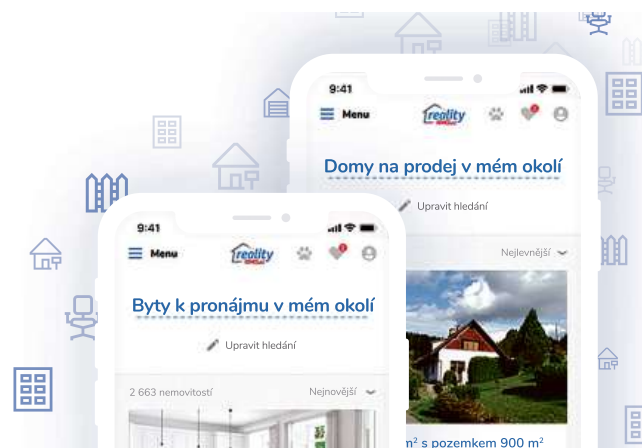 9:41
Menu
reality
Domy na prodej v mém okolí
Upravit hledání
Nejlevnější
m² s pozemkem 900 m²
9:41
Menu
reality
Byty k pronájmu v mém okolí
Upravit hledání
2 663 nemovitostí
Nejnovější